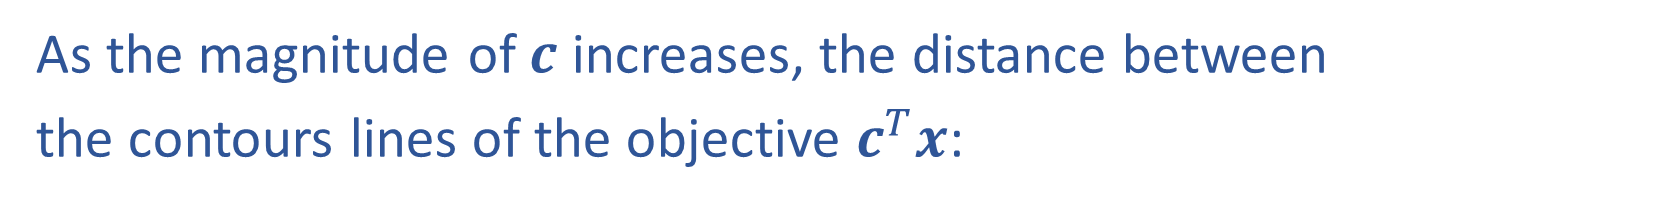 As the magnitude of c increases, the distance between
the contours lines of the objective cᵀx: